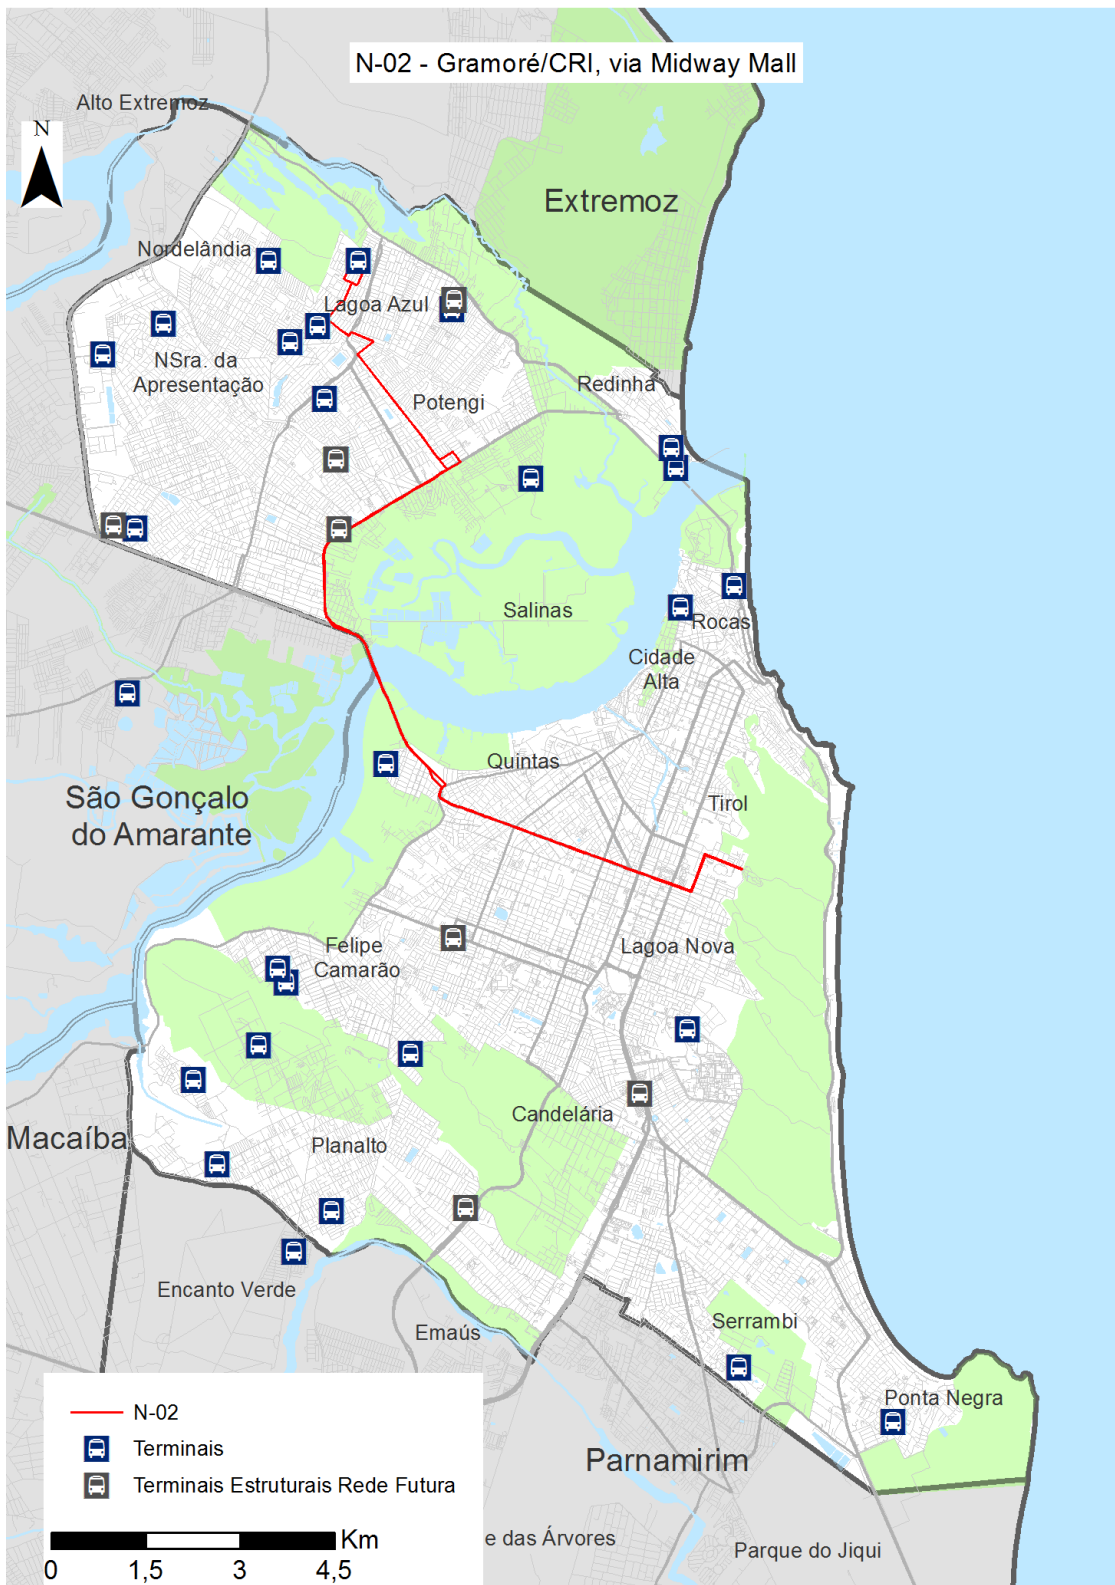 N-02 - Gramoré/CRI, via Midway Mall
Alto Extremoz
N
Extremoz
Nordelândia
Lagoa Azul
NSra. da
Apresentação
Redinha
Potengi
Salinas
Rocas
Cidade
Alta
Quintas
São Gonçalo
do Amarante
Tirol
Felipe
Camarão
Lagoa Nova
Candelária
Macaíba
Planalto
Encanto Verde
Emaús
Serrambi
Ponta Negra
Parnamirim
e das Árvores
Parque do Jiqui
N-02
Terminais
Terminais Estruturais Rede Futura
Km
0 1,5 3 4,5